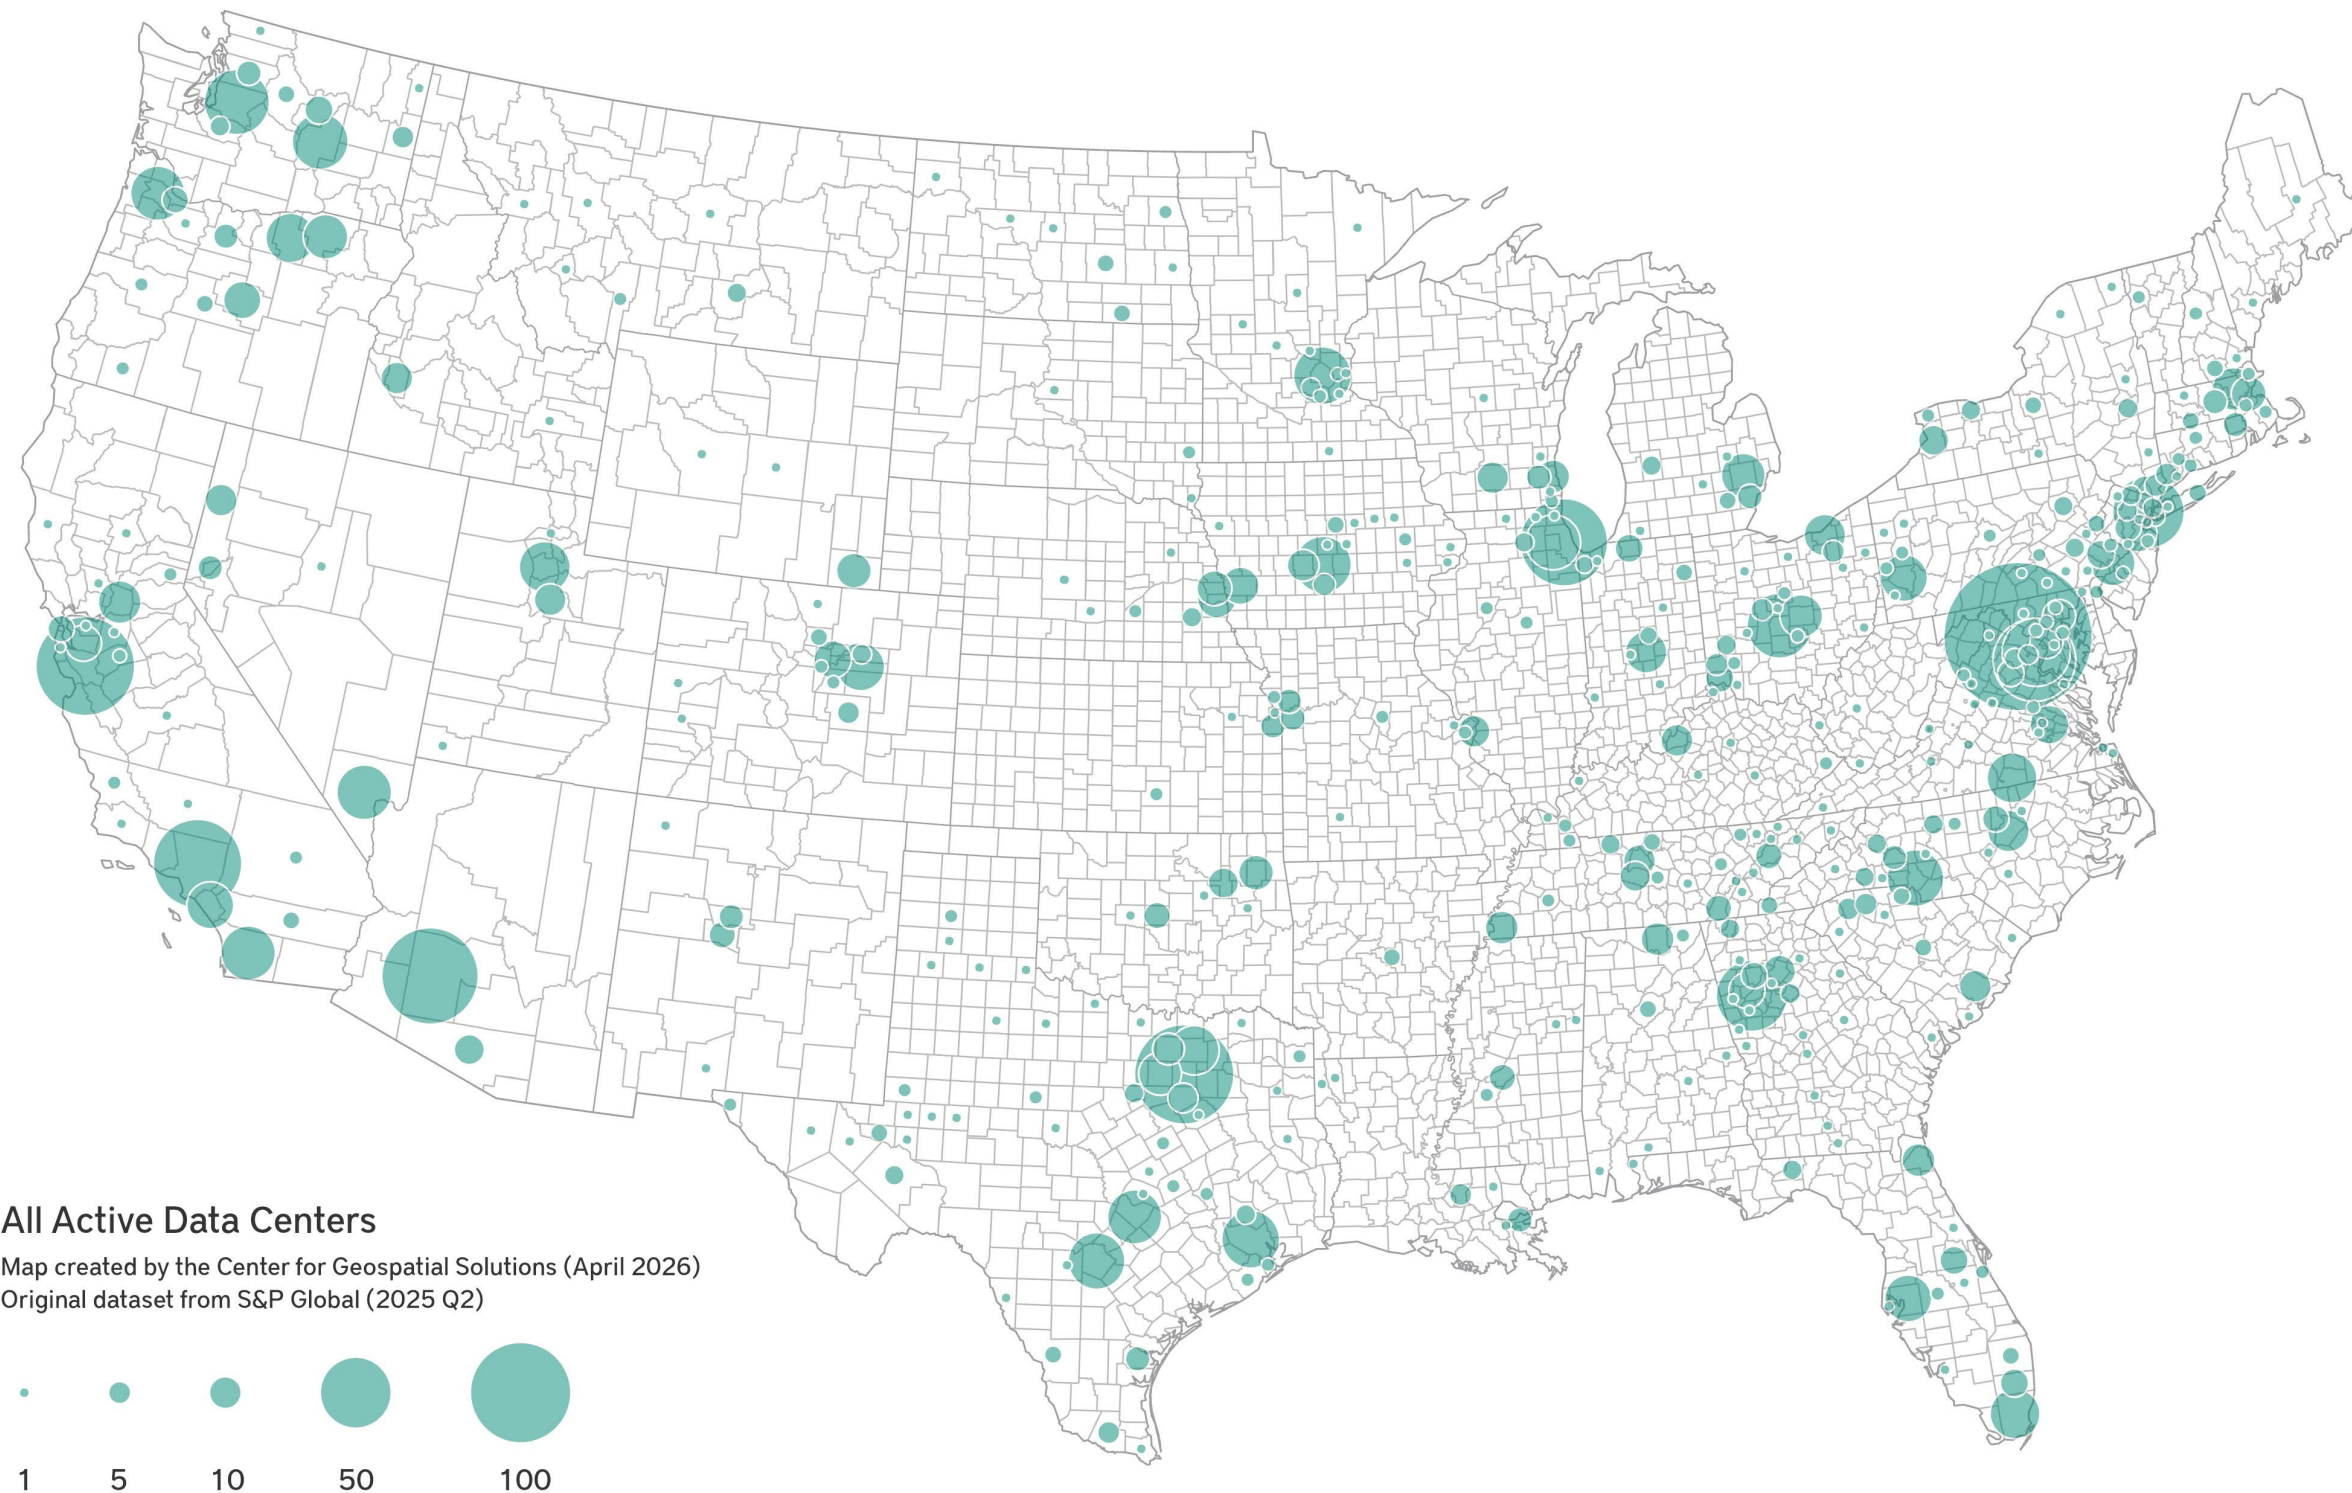 All Active Data Centers
Map created by the Center for Geospatial Solutions (April 2026)
Original dataset from S&P Global (2025 Q2)
1 5 10 50 100